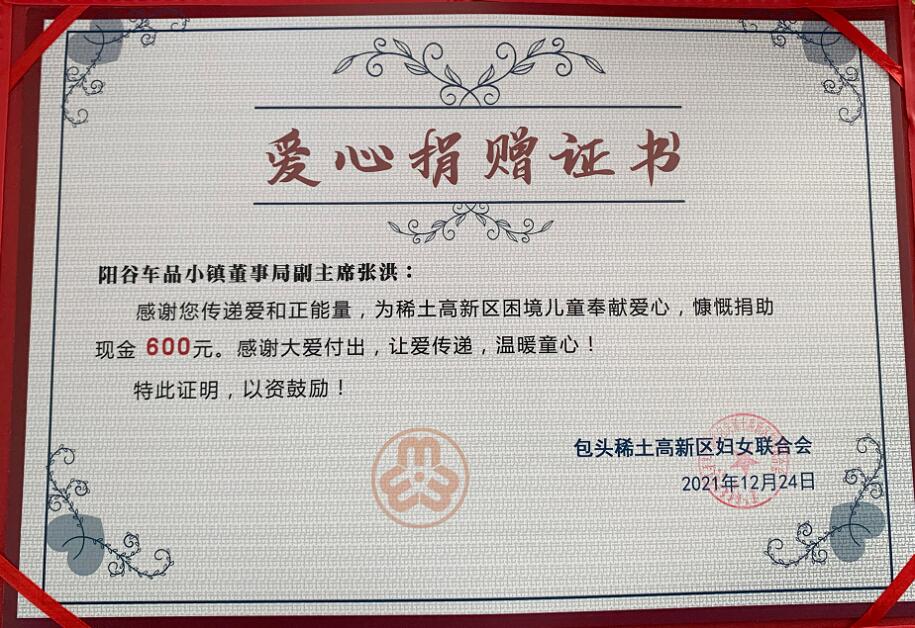 爱心捐赠证书
阳谷车品小镇董事局副主席张洪：
感谢您传递爱和正能量，为稀土高新区困境儿童奉献爱心，慷慨捐助
现金 600元。感谢大爱付出，让爱传递，温暖童心！
特此证明，以资鼓励！
包头稀土高新区妇女联合会
2021年12月24日